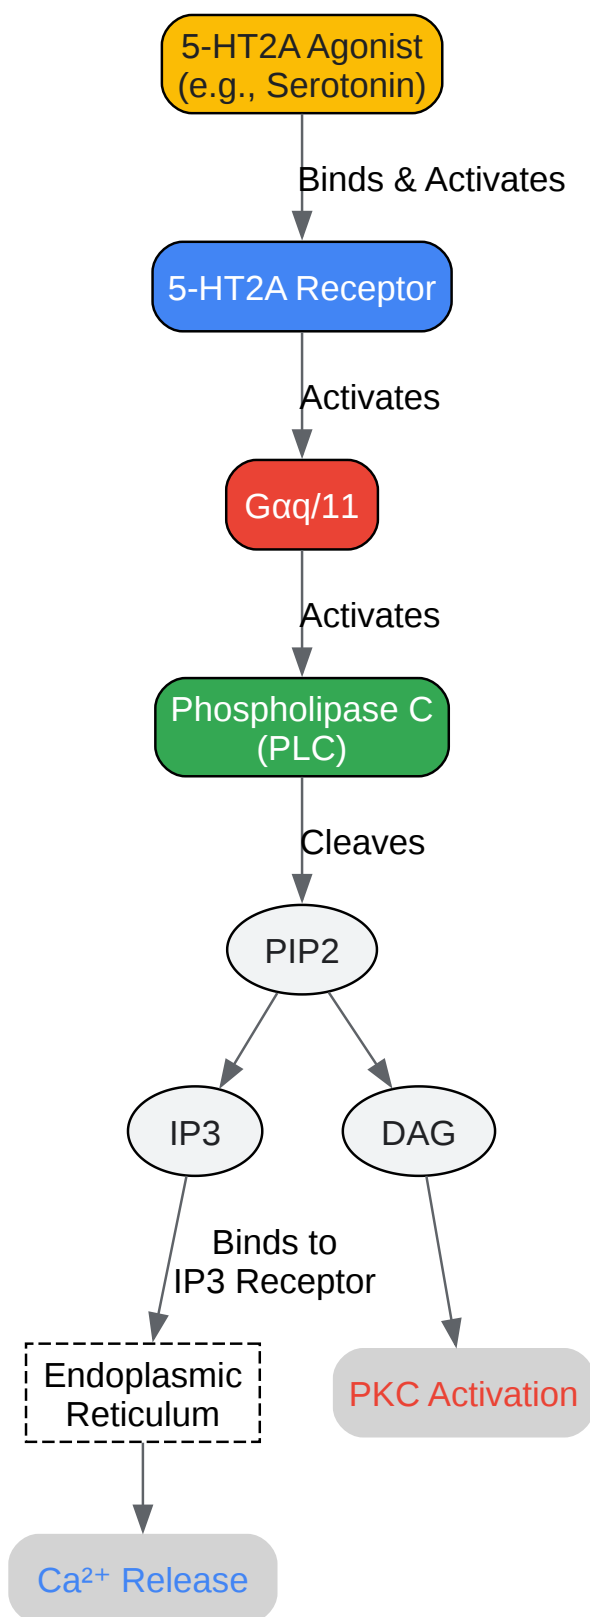 5-HT2A Agonist
(e.g., Serotonin)
Binds & Activates
5-HT2A Receptor
Activates
Gαq/11
Activates
Phospholipase C
(PLC)
Cleaves
PIP2
IP3
DAG
Binds to
IP3 Receptor
Endoplasmic
Reticulum
PKC Activation
Ca²⁺ Release